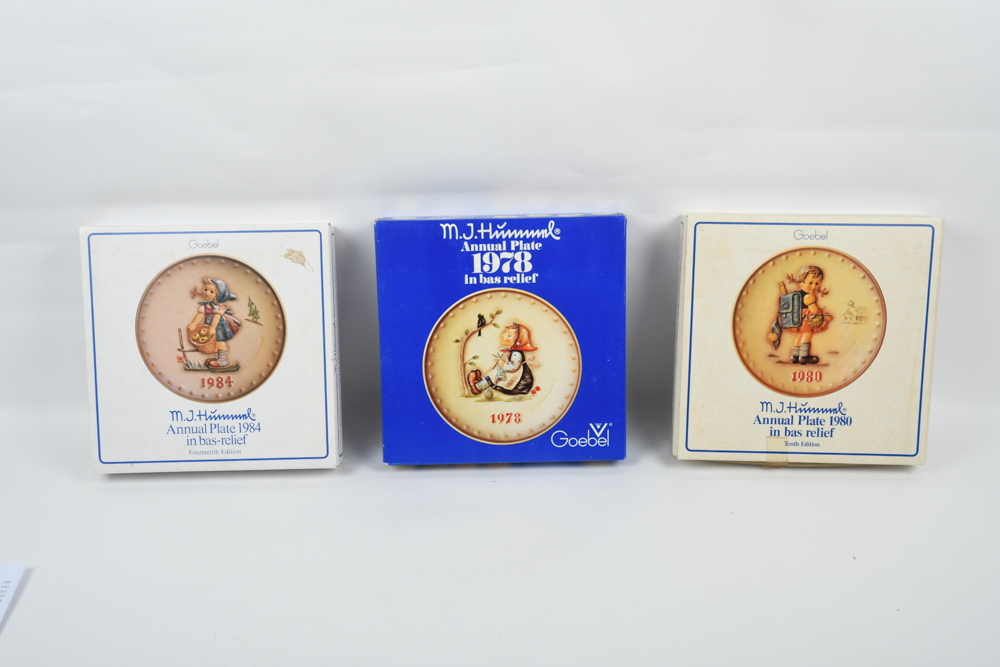 Goebel
1984
M.J.Hummel®
Annual Plate 1984
in bas-relief
Fourteenth Edition
M.J.Hummel®
Annual Plate
1978
in bas relief
1978
Goebel®
Goebel
1980
M.J.Hummel®
Annual Plate 1980
in bas relief
Tenth Edition